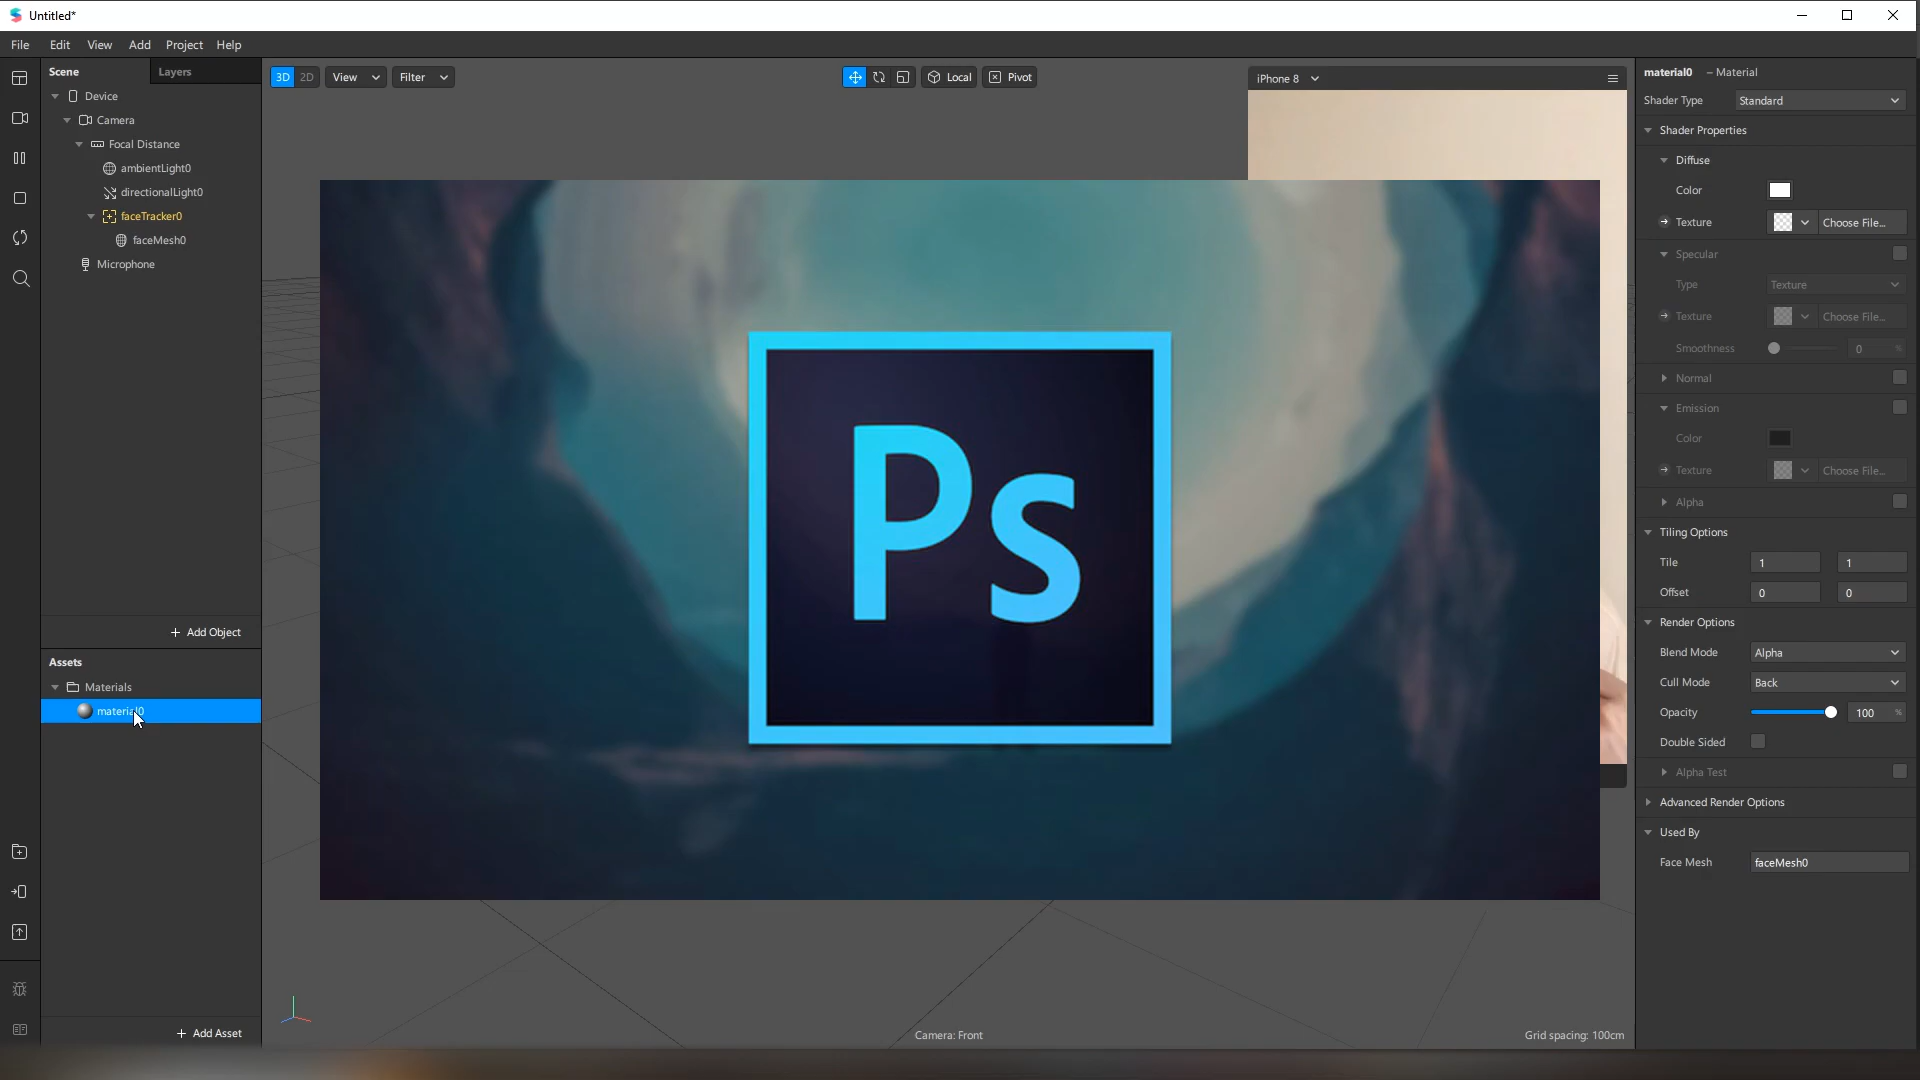 Untitled*
File Edit View Add Project Help
Scene Layers
3D 2D View Filter Local Pivot
iPhone 8
Device
Camera
Focal Distance
ambientLight0
directionalLight0
faceTracker0
faceMesh0
Microphone
+ Add Object
Assets
Materials
material0
+ Add Asset
Ps
Camera: Front
Grid spacing: 100cm
material0 – Material
Shader Type Standard
Shader Properties
Diffuse
Color
Texture Choose File...
Specular
Type Texture
Texture Choose File...
Smoothness 0 %
Normal
Emission
Color
Texture Choose File...
Alpha
Tiling Options
Tile 1 1
Offset 0 0
Render Options
Blend Mode Alpha
Cull Mode Back
Opacity 100 %
Double Sided
Alpha Test
Advanced Render Options
Used By
Face Mesh faceMesh0